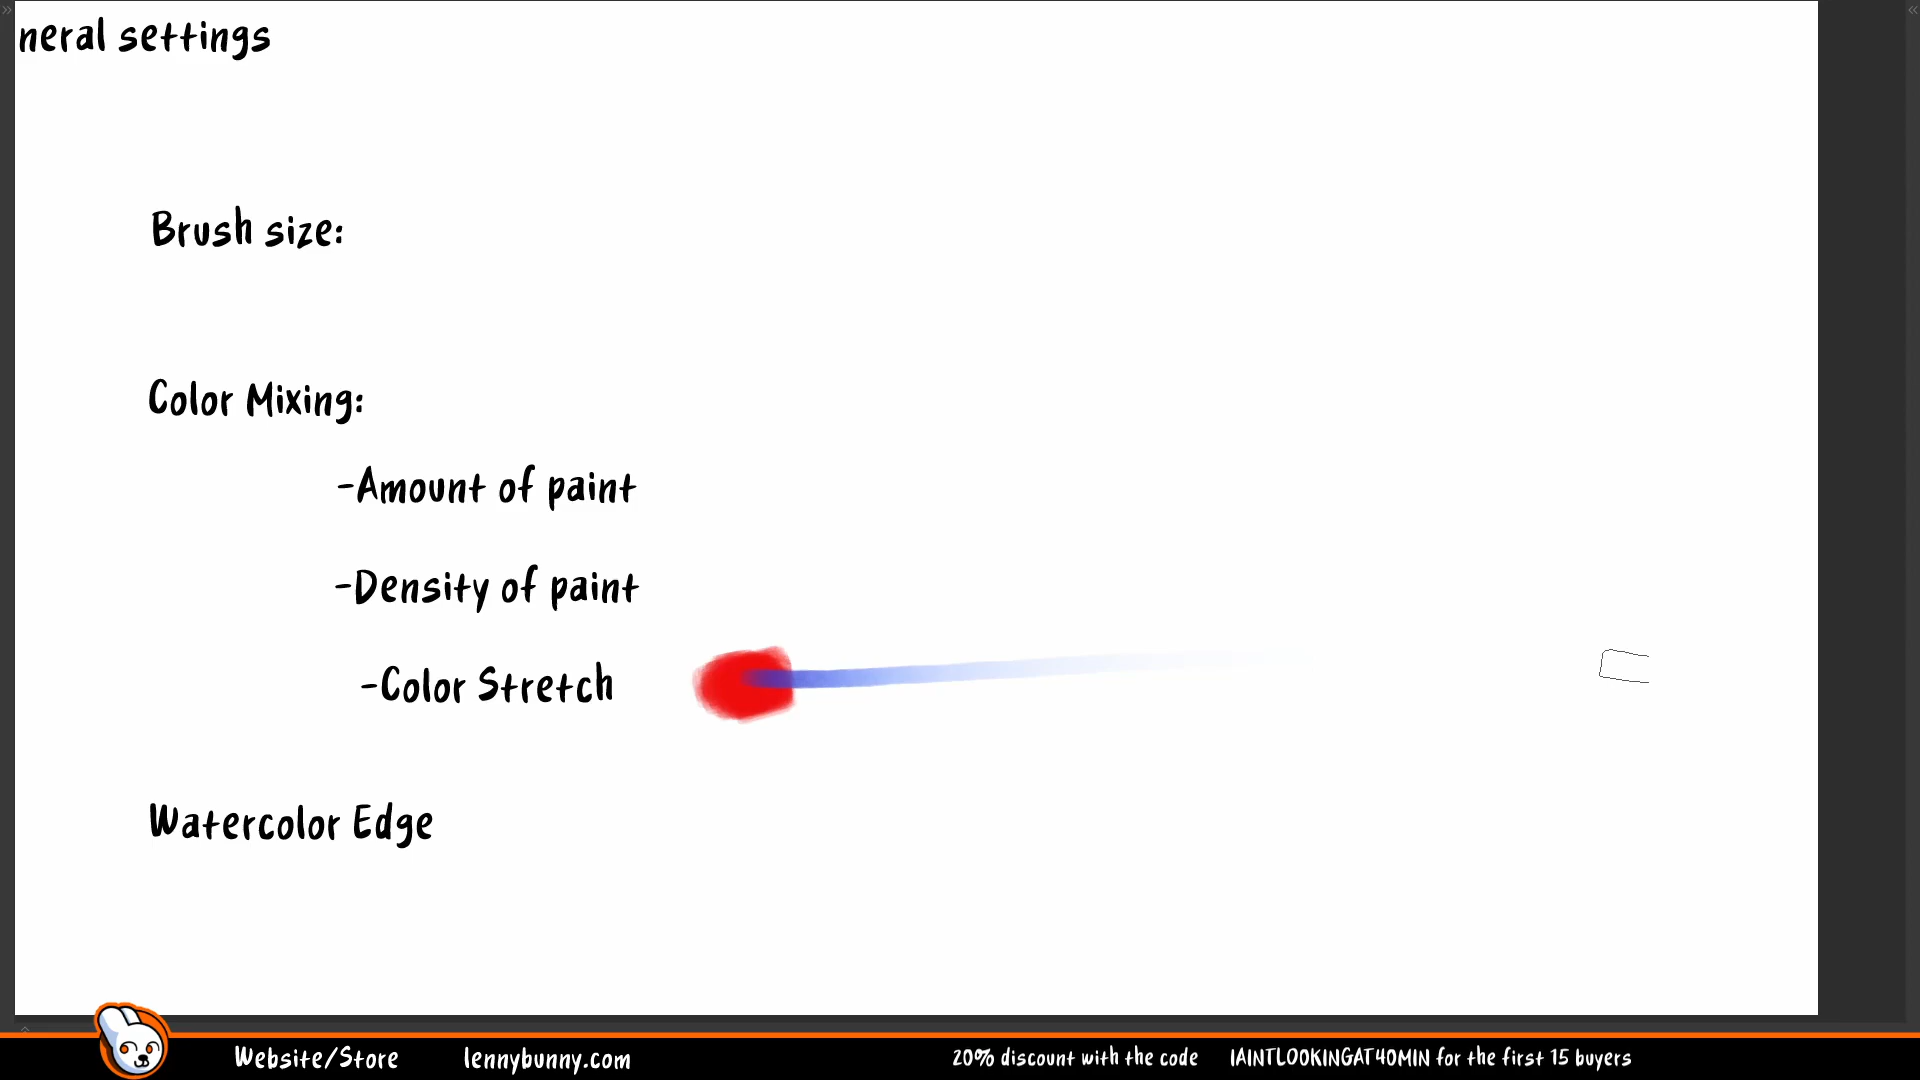 neral settings
Brush size:
Color Mixing:
-Amount of paint
-Density of paint
-Color Stretch
Watercolor Edge
Website/Store lennybunny.com 20% discount with the code IAINTLOOKINGAT40MIN for the first 15 buyers